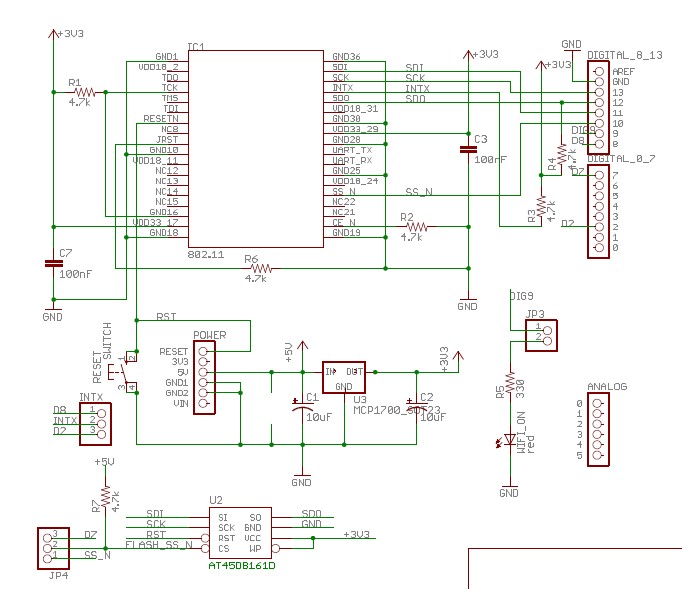 +3V3
R1
4.7k
IC1
GND1
VDD18_2
TDO
TCK
TMS
TDI
RESETN
NC8
JRST
GND10
VDD18_11
NC12
NC13
NC14
NC15
GND16
VDD33_17
GND18
GND36
SDI
SCK
INTX
SDO
VDD18_31
GND30
VDD33_29
GND28
UART_TX
UART_RX
GND25
VDD18_24
SS_N
NC22
NC21
CE_N
GND19
802.11
SDI
SCK
INTX
SDO
SS_N
+3V3
C3
100nF
R2
4.7k
R6
4.7k
C7
100nF
GND
GND
+3V3
GND
DIGITAL_8_13
AREF
GND
13
12
11
10
9
8
DIG9
D8
R4
4.7k
DIGITAL_0_7
D7
7
6
5
4
3
2
1
0
R3
4.7k
D2
RST
RESET
SWITCH
1
2
3
4
POWER
RESET
3V3
5V
GND1
GND2
VIN
+5V
C1
10uF
IN
OUT
GND
U3
MCP1700_SOT23
C2
10uF
+3V3
GND
DIG9
JP3
1
2
R5
330
WIFI_ON
red
GND
ANALOG
0
1
2
3
4
5
INTX
D8 1
INTX 2
D2 3
+5V
R7
4.7k
JP4
3 D7
2
1 SS_N
U2
SDI
SCK
RST
FLASH_SS_N
SI
SCK
RST
CS
SO
GND
VCC
WP
SDO
GND
+3V3
AT45DB161D